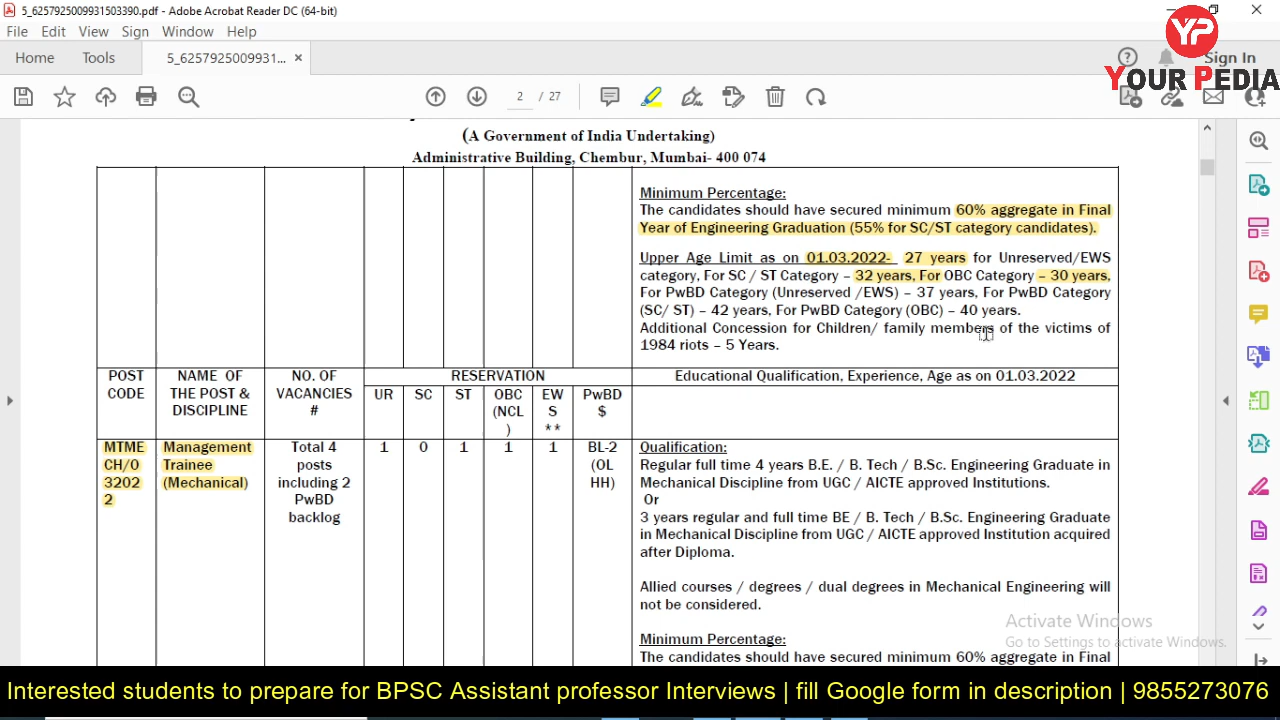 5_6257925009931503390.pdf - Adobe Acrobat Reader DC (64-bit)
File Edit View Sign Window Help
Home Tools 5_62579250099​31... × Sign In
YP
YOUR PEDIA
2 / 27
(A Government of India Undertaking)
Administrative Building, Chembur, Mumbai- 400 074
Minimum Percentage:
The candidates should have secured minimum 60% aggregate in Final
Year of Engineering Graduation (55% for SC/ST category candidates).
Upper Age Limit as on 01.03.2022- 27 years for Unreserved/EWS
category, For SC / ST Category – 32 years, For OBC Category – 30 years,
For PwBD Category (Unreserved /EWS) – 37 years, For PwBD Category
(SC/ ST) – 42 years, For PwBD Category (OBC) – 40 years.
Additional Concession for Children/ family members of the victims of
1984 riots – 5 Years.
POST
CODE
NAME OF
THE POST &
DISCIPLINE
NO. OF
VACANCIES
#
RESERVATION
UR
SC
ST
OBC
(NCL
)
EW
S
**
PwBD
$
Educational Qualification, Experience, Age as on 01.03.2022
MTME
CH/0
3202
2
Management
Trainee
(Mechanical)
Total 4
posts
including 2
PwBD
backlog
1
0
1
1
1
BL-2
(OL
HH)
Qualification:
Regular full time 4 years B.E. / B. Tech / B.Sc. Engineering Graduate in
Mechanical Discipline from UGC / AICTE approved Institutions.
Or
3 years regular and full time BE / B. Tech / B.Sc. Engineering Graduate
in Mechanical Discipline from UGC / AICTE approved Institution acquired
after Diploma.
Allied courses / degrees / dual degrees in Mechanical Engineering will
not be considered.
Minimum Percentage:
The candidates should have secured minimum 60% aggregate in Final
Activate Windows
Go to Settings to activate Windows.
Interested students to prepare for BPSC Assistant professor Interviews | fill Google form in description | 9855273076